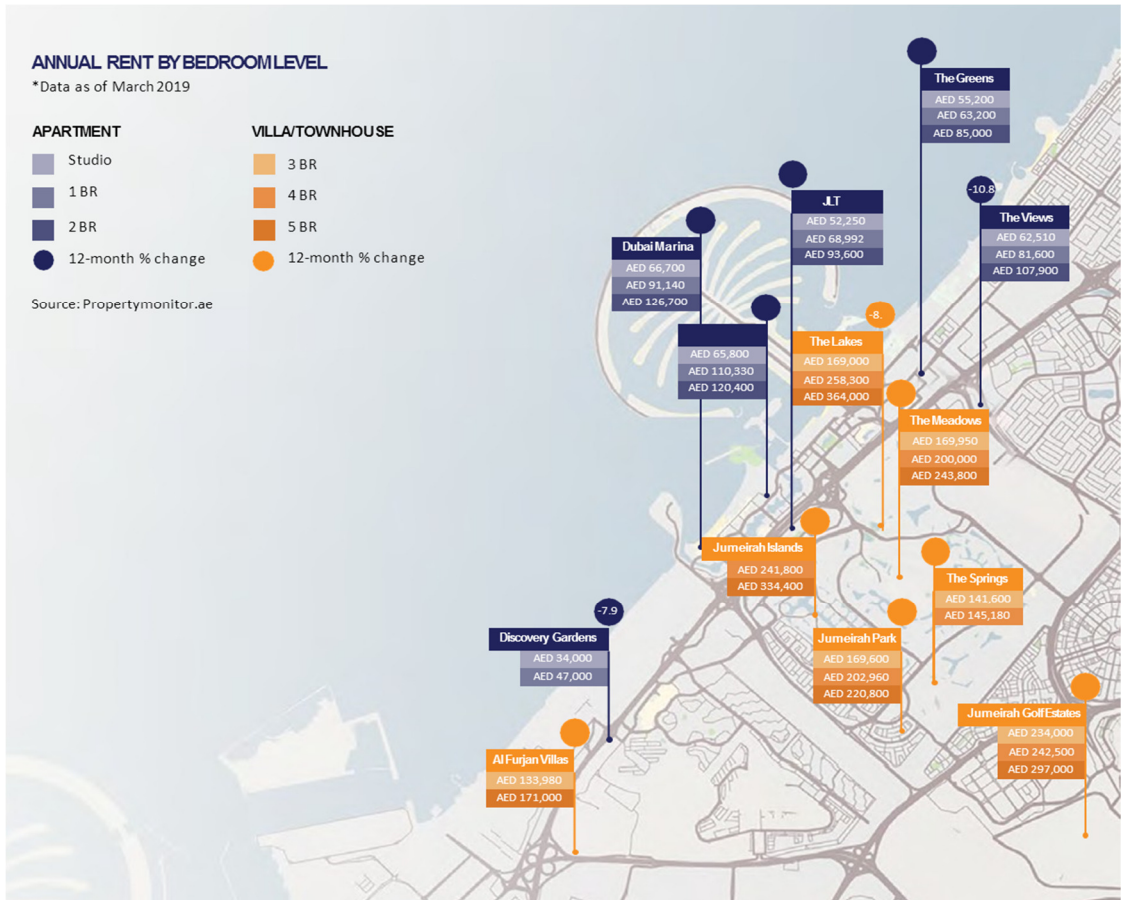 ANNUAL RENT BY BEDROOM LEVEL
*Data as of March 2019
APARTMENT
Studio
1 BR
2 BR
12-month % change
VILLA/TOWNHOUSE
3 BR
4 BR
5 BR
12-month % change
Source: Propertymonitor.ae
The Greens
AED 55,200
AED 63,200
AED 85,000
-10.8
The Views
AED 62,510
AED 81,600
AED 107,900
JLT
AED 52,250
AED 68,992
AED 93,600
Dubai Marina
AED 66,700
AED 91,140
AED 126,700
AED 65,800
AED 110,330
AED 120,400
-8.
The Lakes
AED 169,000
AED 258,300
AED 364,000
The Meadows
AED 169,950
AED 200,000
AED 243,800
Jumeirah Islands
AED 241,800
AED 334,400
The Springs
AED 141,600
AED 145,180
-7.9
Discovery Gardens
AED 34,000
AED 47,000
Jumeirah Park
AED 169,600
AED 202,960
AED 220,800
Jumeirah Golf Estates
AED 234,000
AED 242,500
AED 297,000
Al Furjan Villas
AED 133,980
AED 171,000